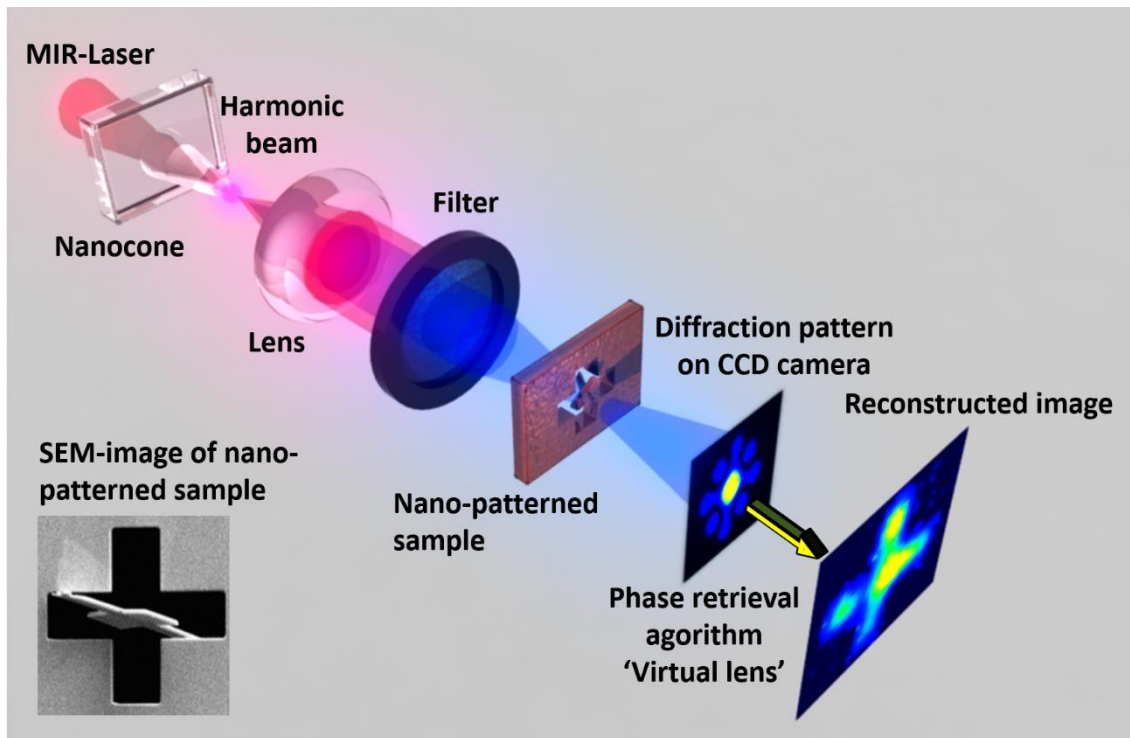 MIR-Laser
Harmonic
beam
Nanocone
Filter
Lens
Diffraction pattern
on CCD camera
Reconstructed image
SEM-image of nano-
patterned sample
Nano-patterned
sample
Phase retrieval
agorithm
‘Virtual lens’